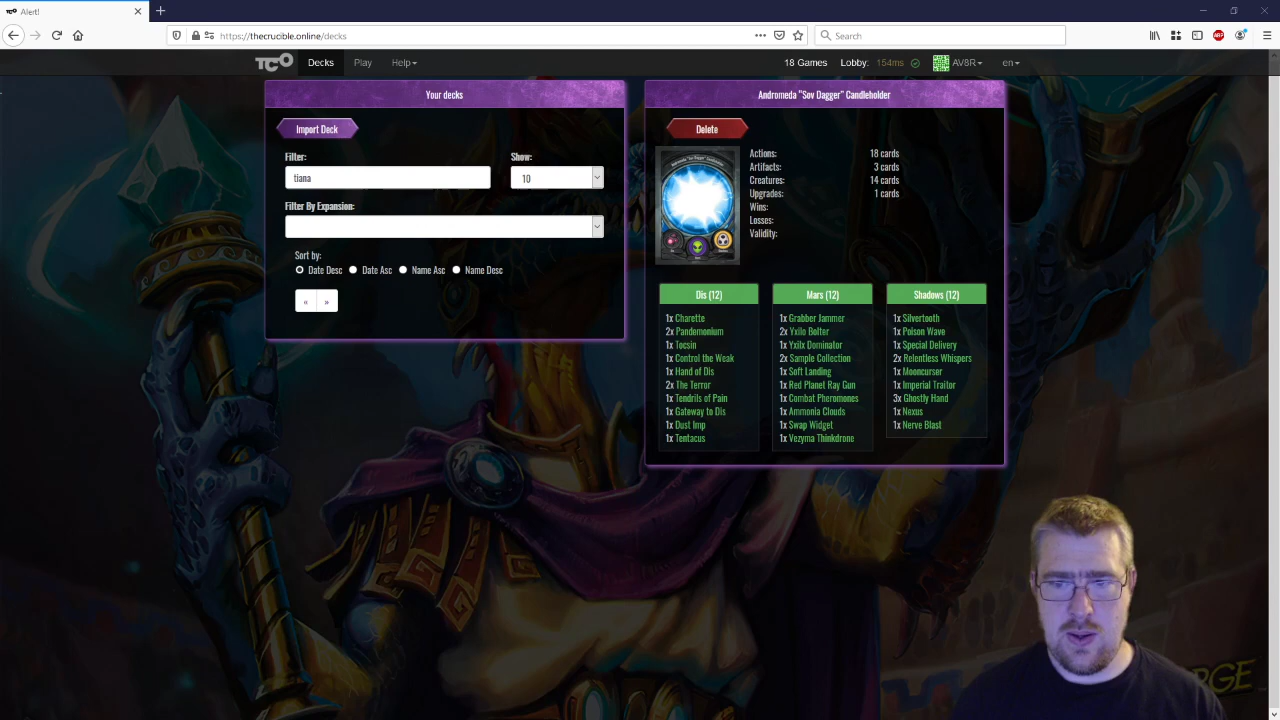 TCO Alert!
https://thecrucible.online/decks
Search
TCO Decks Play Help 18 Games Lobby: 154ms AV8R en
Your decks
Import Deck
Filter: Show:
tiana 10
Filter By Expansion:
Sort by:
Date Desc Date Asc Name Asc Name Desc
« »
Andromeda "Sov Dagger" Candleholder
Delete
Actions: 18 cards
Artifacts: 3 cards
Creatures: 14 cards
Upgrades: 1 cards
Wins:
Losses:
Validity:
Dis (12)
1x Charette
2x Pandemonium
1x Tocsin
1x Control the Weak
1x Hand of Dis
2x The Terror
1x Tendrils of Pain
1x Gateway to Dis
1x Dust Imp
1x Tentacus
Mars (12)
1x Grabber Jammer
2x Yxilo Bolter
1x Yxilx Dominator
2x Sample Collection
1x Soft Landing
1x Red Planet Ray Gun
1x Combat Pheromones
1x Ammonia Clouds
1x Swap Widget
1x Vezyma Thinkdrone
Shadows (12)
1x Silvertooth
1x Poison Wave
1x Special Delivery
2x Relentless Whispers
1x Mooncurser
1x Imperial Traitor
3x Ghostly Hand
1x Nexus
1x Nerve Blast